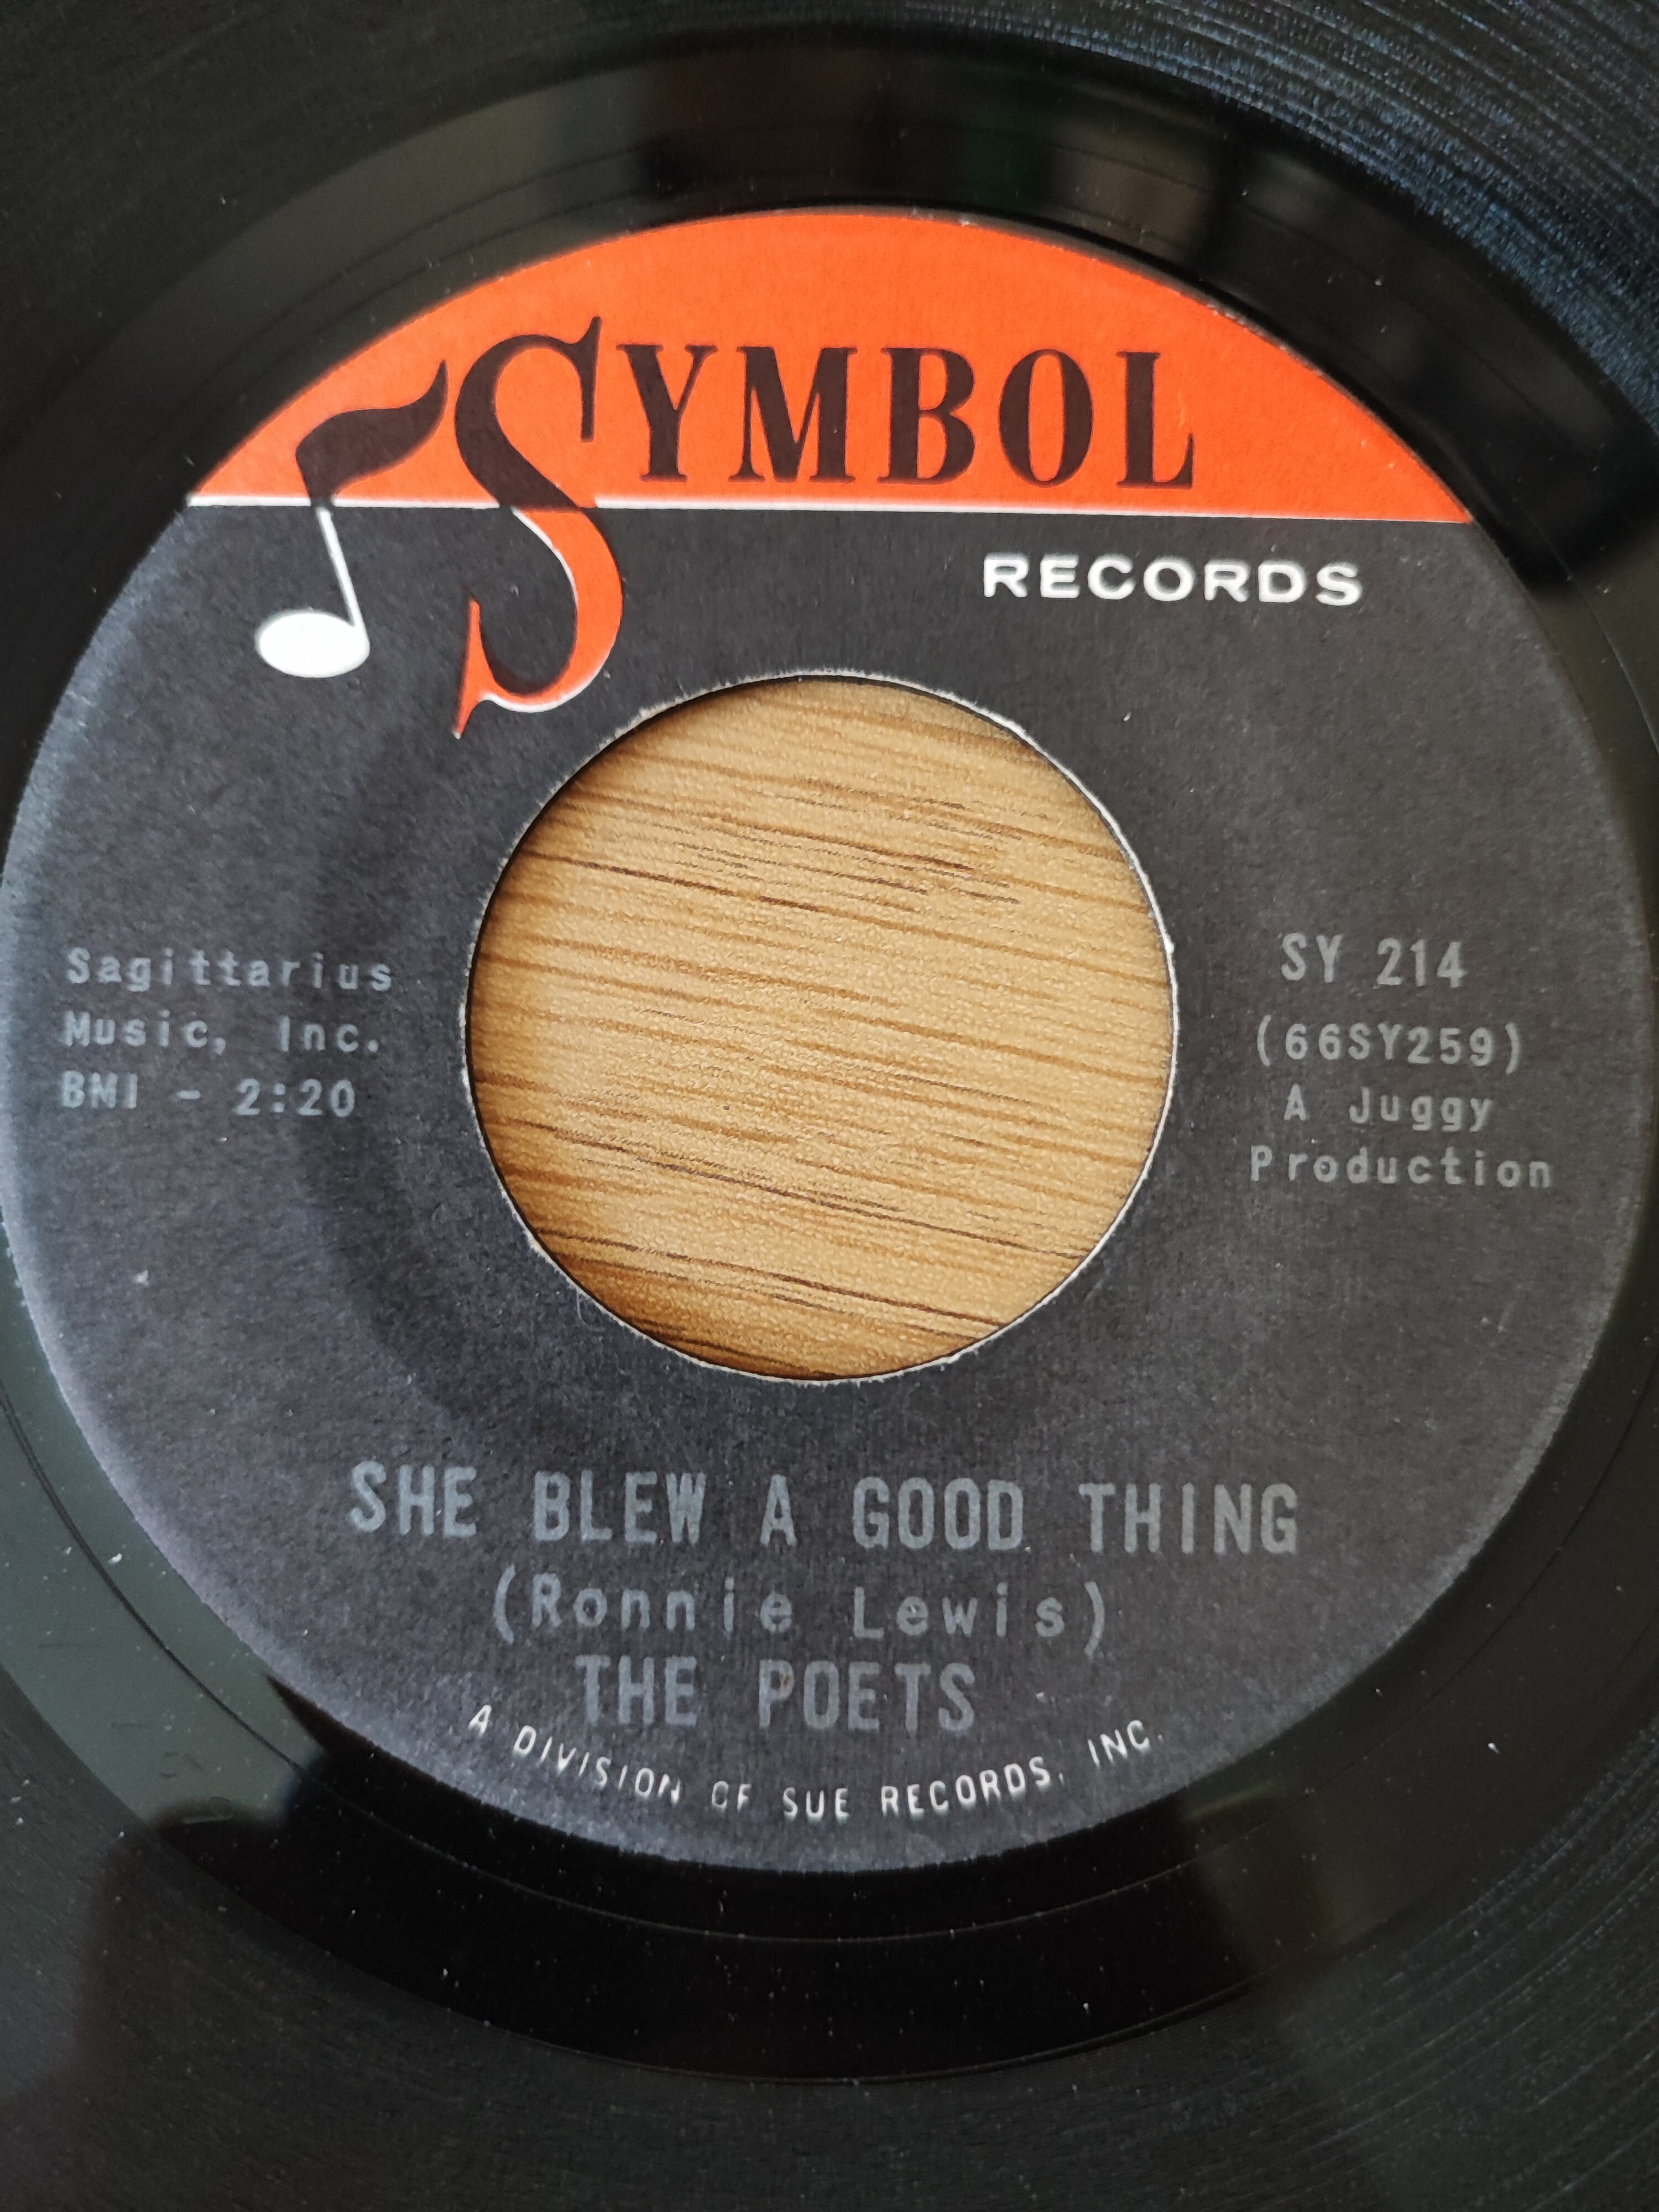 SYMBOL
RECORDS
Sagittarius
Music, Inc.
BMI - 2:20
SY 214
(66SY259)
A Juggy
Production
SHE BLEW A GOOD THING
(Ronnie Lewis)
THE POETS
A DIVISION OF SUE RECORDS, INC.